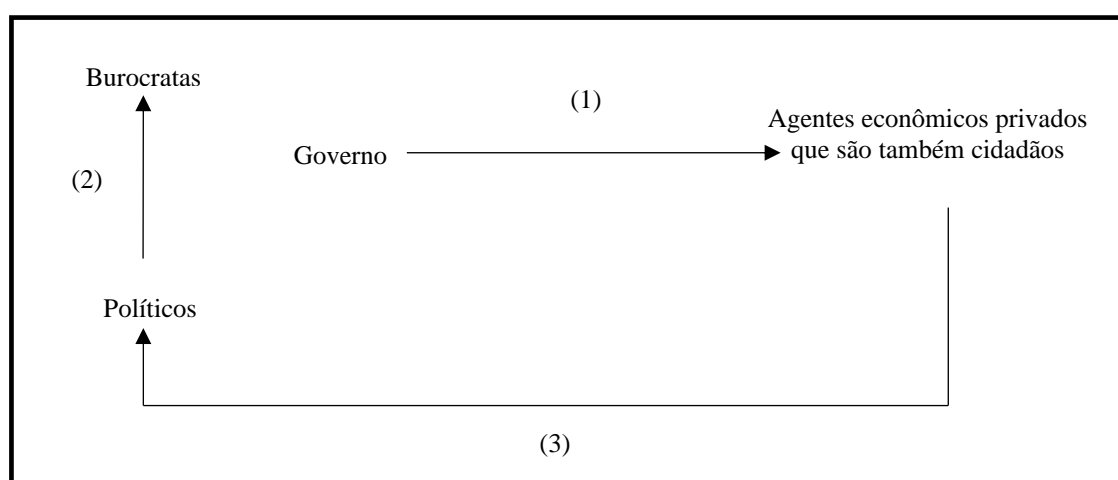 Burocratas
(1)
Agentes econômicos privados
que são também cidadãos
Governo
(2)
Políticos
(3)